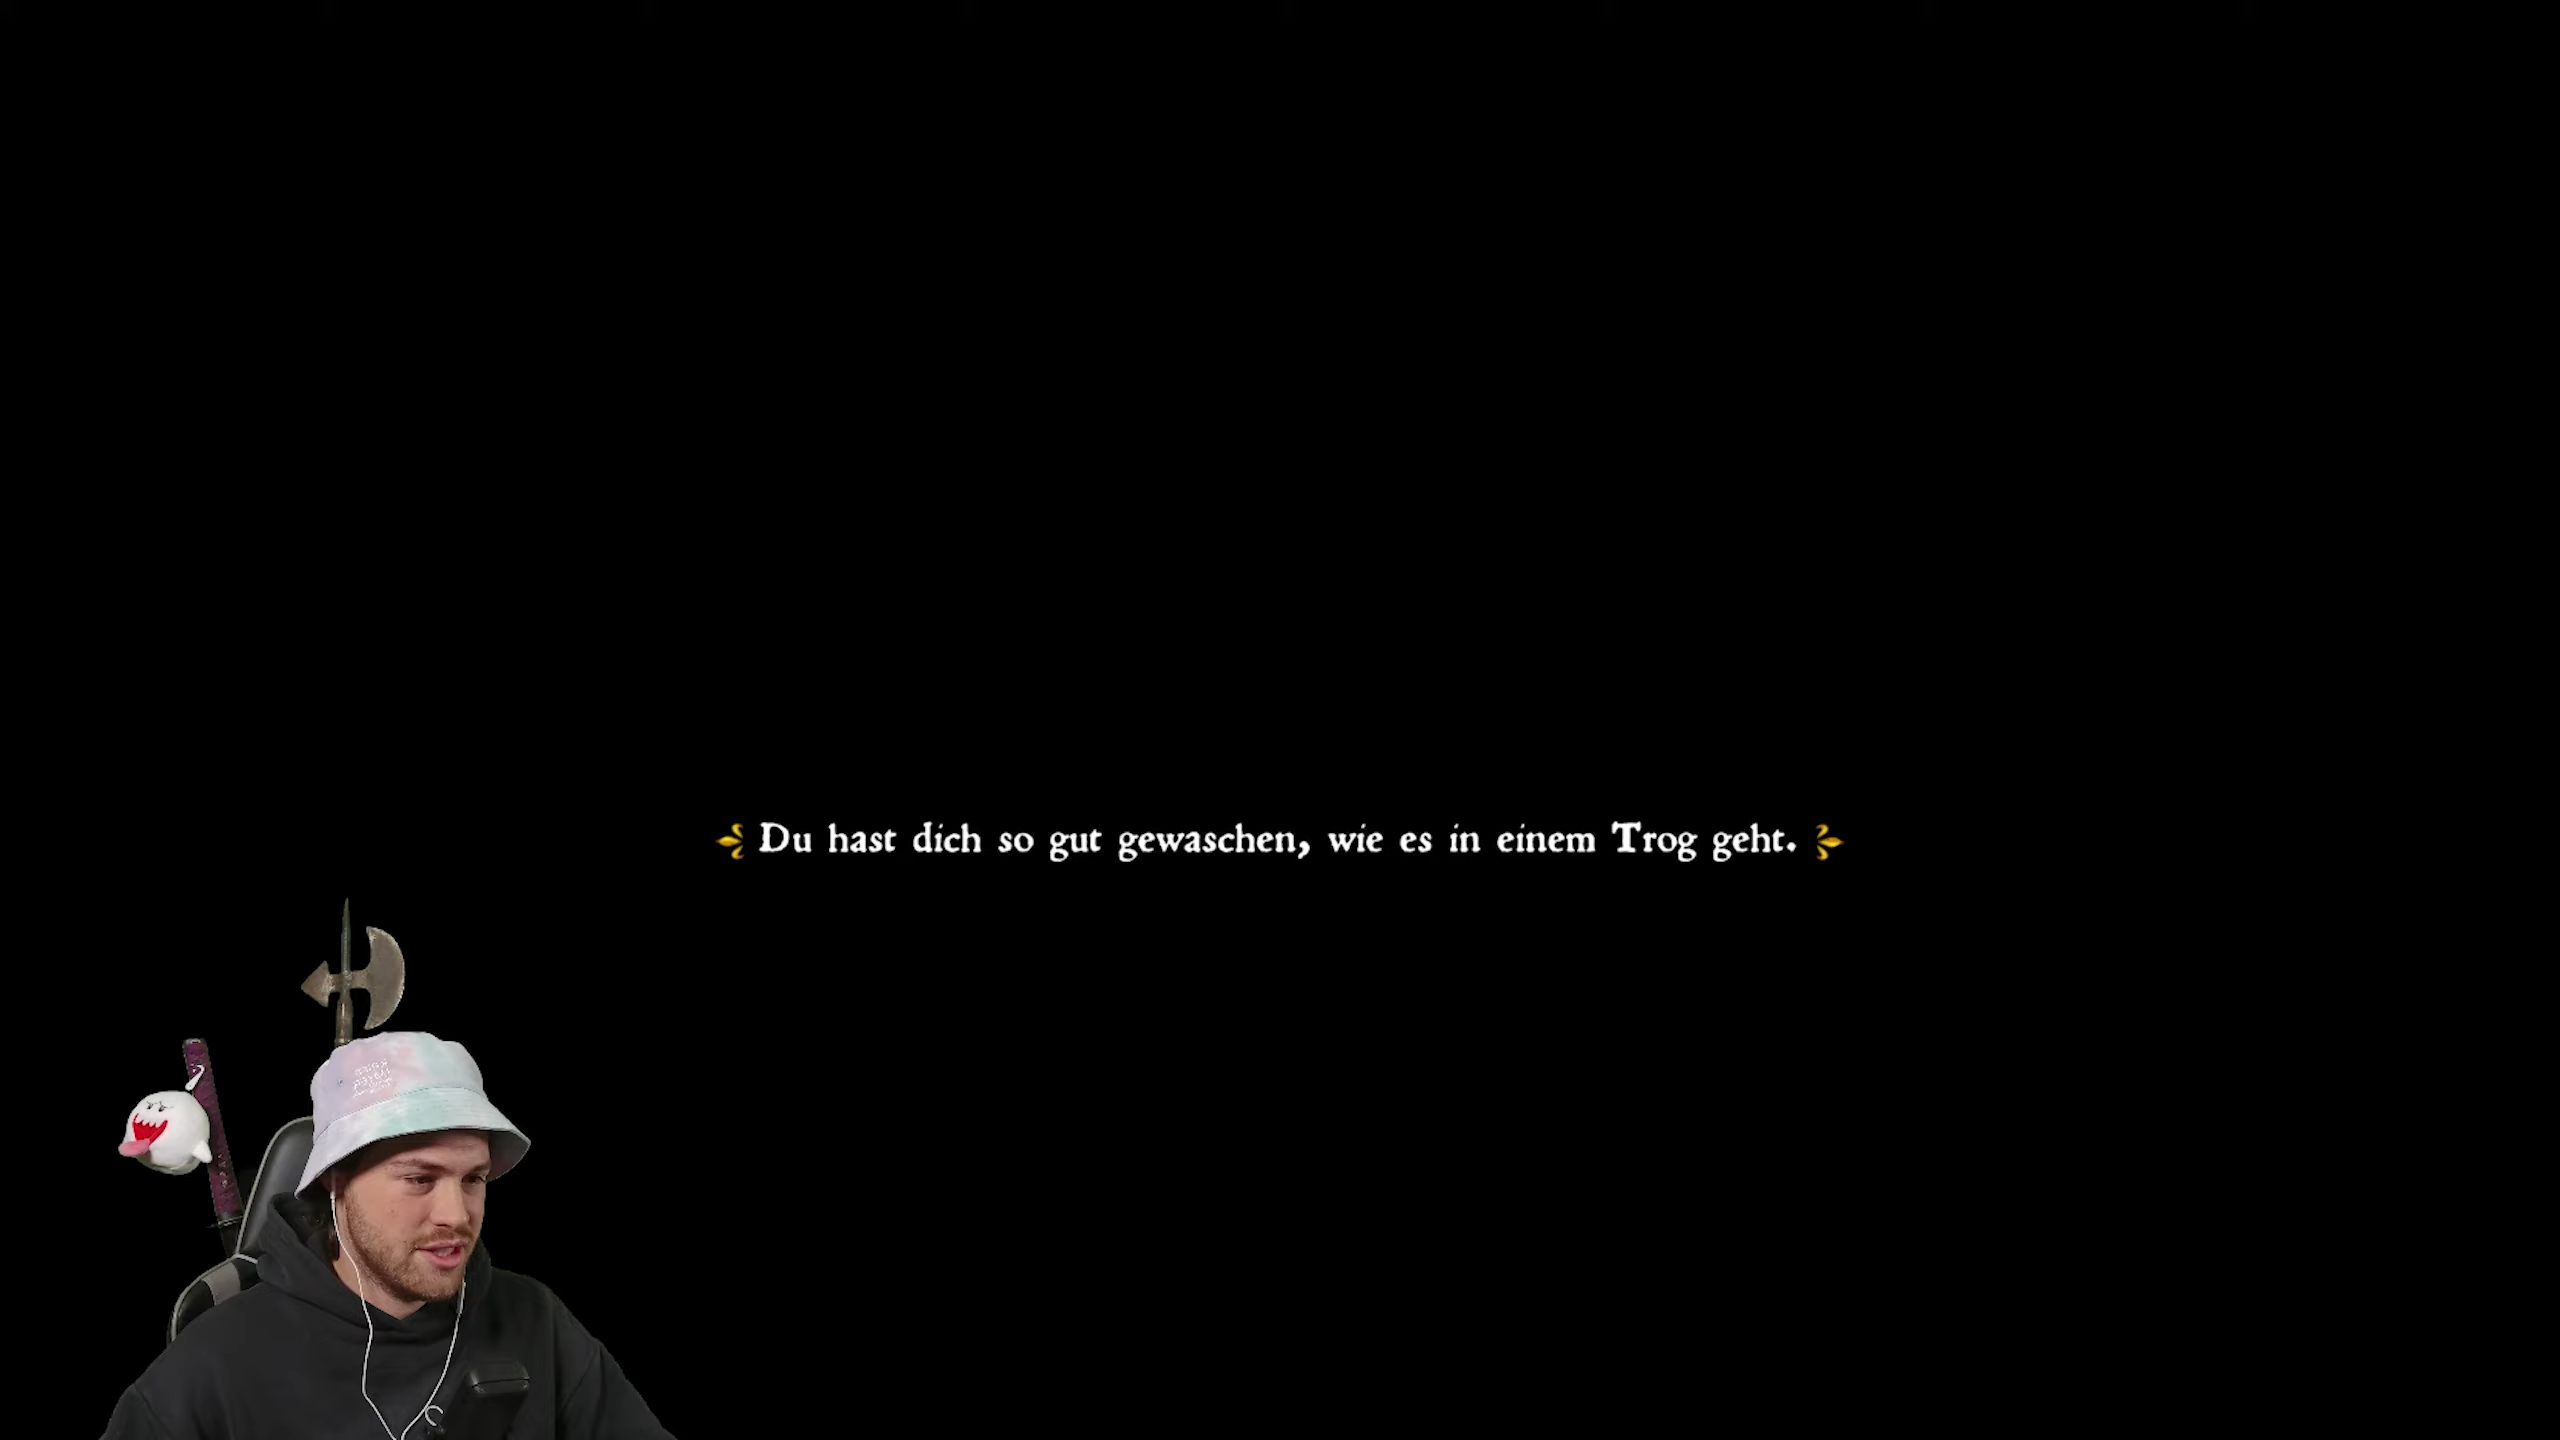 Du hast dich so gut gewaschen, wie es in einem Trog geht.